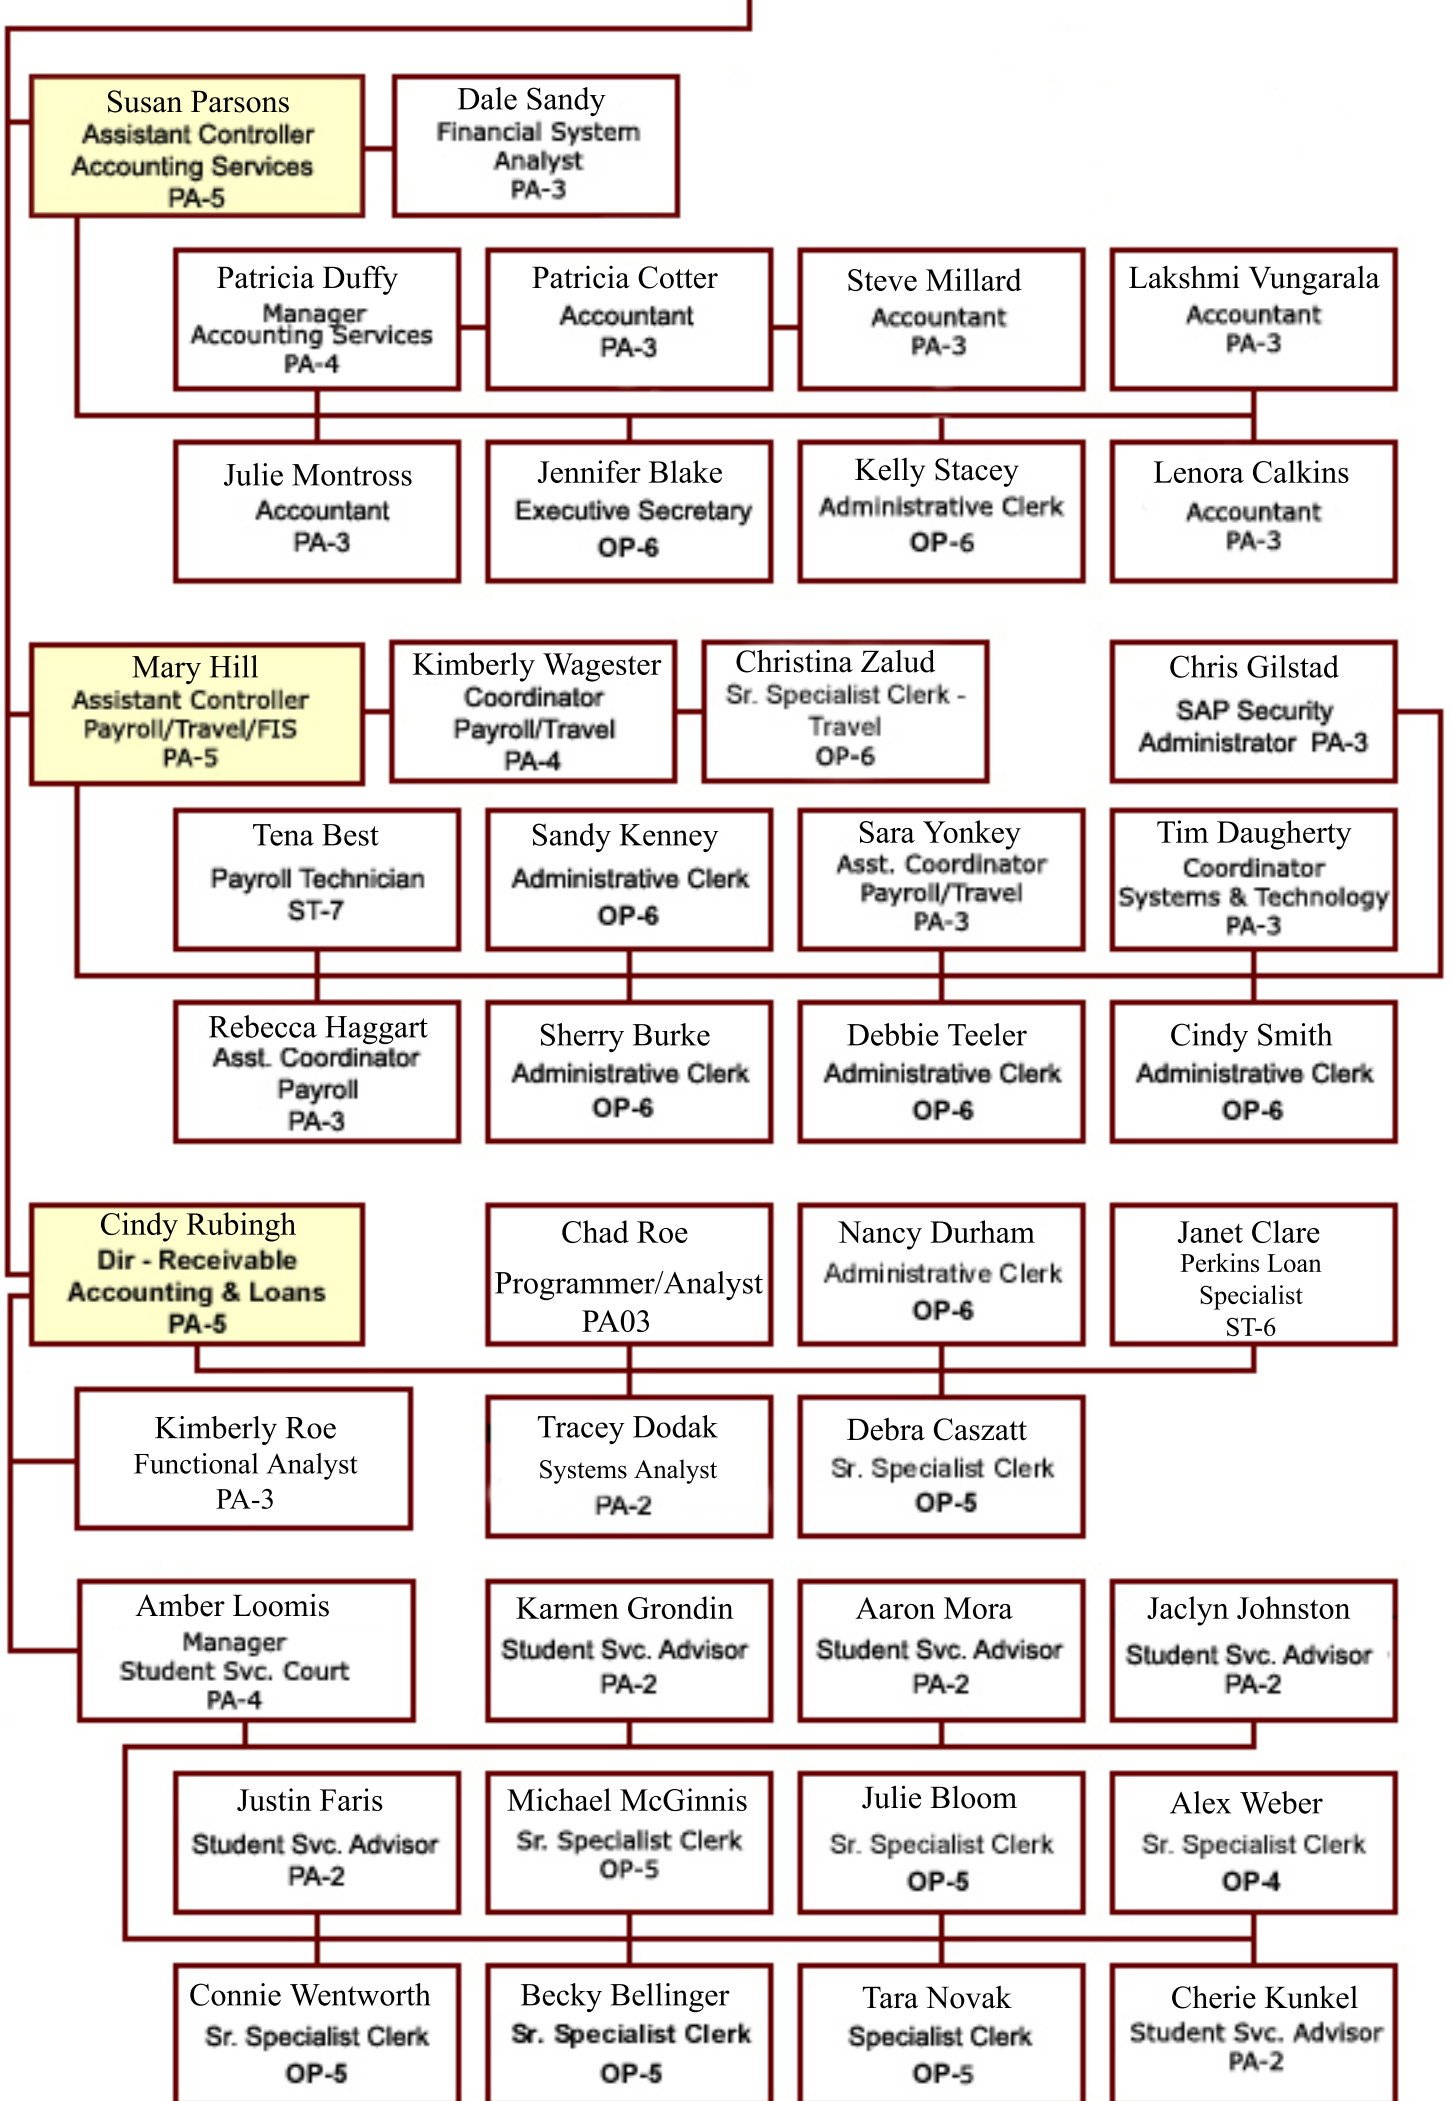 Susan Parsons
Assistant Controller
Accounting Services
PA-5
Dale Sandy
Financial System
Analyst
PA-3
Patricia Duffy
Manager
Accounting Services
PA-4
Patricia Cotter
Accountant
PA-3
Steve Millard
Accountant
PA-3
Lakshmi Vungarala
Accountant
PA-3
Julie Montross
Accountant
PA-3
Jennifer Blake
Executive Secretary
OP-6
Kelly Stacey
Administrative Clerk
OP-6
Lenora Calkins
Accountant
PA-3
Mary Hill
Assistant Controller
Payroll/Travel/FIS
PA-5
Kimberly Wagester
Coordinator
Payroll/Travel
PA-4
Christina Zalud
Sr. Specialist Clerk -
Travel
OP-6
Chris Gilstad
SAP Security
Administrator PA-3
Tena Best
Payroll Technician
ST-7
Sandy Kenney
Administrative Clerk
OP-6
Sara Yonkey
Asst. Coordinator
Payroll/Travel
PA-3
Tim Daugherty
Coordinator
Systems & Technology
PA-3
Rebecca Haggart
Asst. Coordinator
Payroll
PA-3
Sherry Burke
Administrative Clerk
OP-6
Debbie Teeler
Administrative Clerk
OP-6
Cindy Smith
Administrative Clerk
OP-6
Cindy Rubingh
Dir - Receivable
Accounting & Loans
PA-5
Chad Roe
Programmer/Analyst
PA03
Nancy Durham
Administrative Clerk
OP-6
Janet Clare
Perkins Loan
Specialist
ST-6
Kimberly Roe
Functional Analyst
PA-3
Tracey Dodak
Systems Analyst
PA-2
Debra Caszatt
Sr. Specialist Clerk
OP-5
Amber Loomis
Manager
Student Svc. Court
PA-4
Karmen Grondin
Student Svc. Advisor
PA-2
Aaron Mora
Student Svc. Advisor
PA-2
Jaclyn Johnston
Student Svc. Advisor
PA-2
Justin Faris
Student Svc. Advisor
PA-2
Michael McGinnis
Sr. Specialist Clerk
OP-5
Julie Bloom
Sr. Specialist Clerk
OP-5
Alex Weber
Sr. Specialist Clerk
OP-4
Connie Wentworth
Sr. Specialist Clerk
OP-5
Becky Bellinger
Sr. Specialist Clerk
OP-5
Tara Novak
Specialist Clerk
OP-5
Cherie Kunkel
Student Svc. Advisor
PA-2